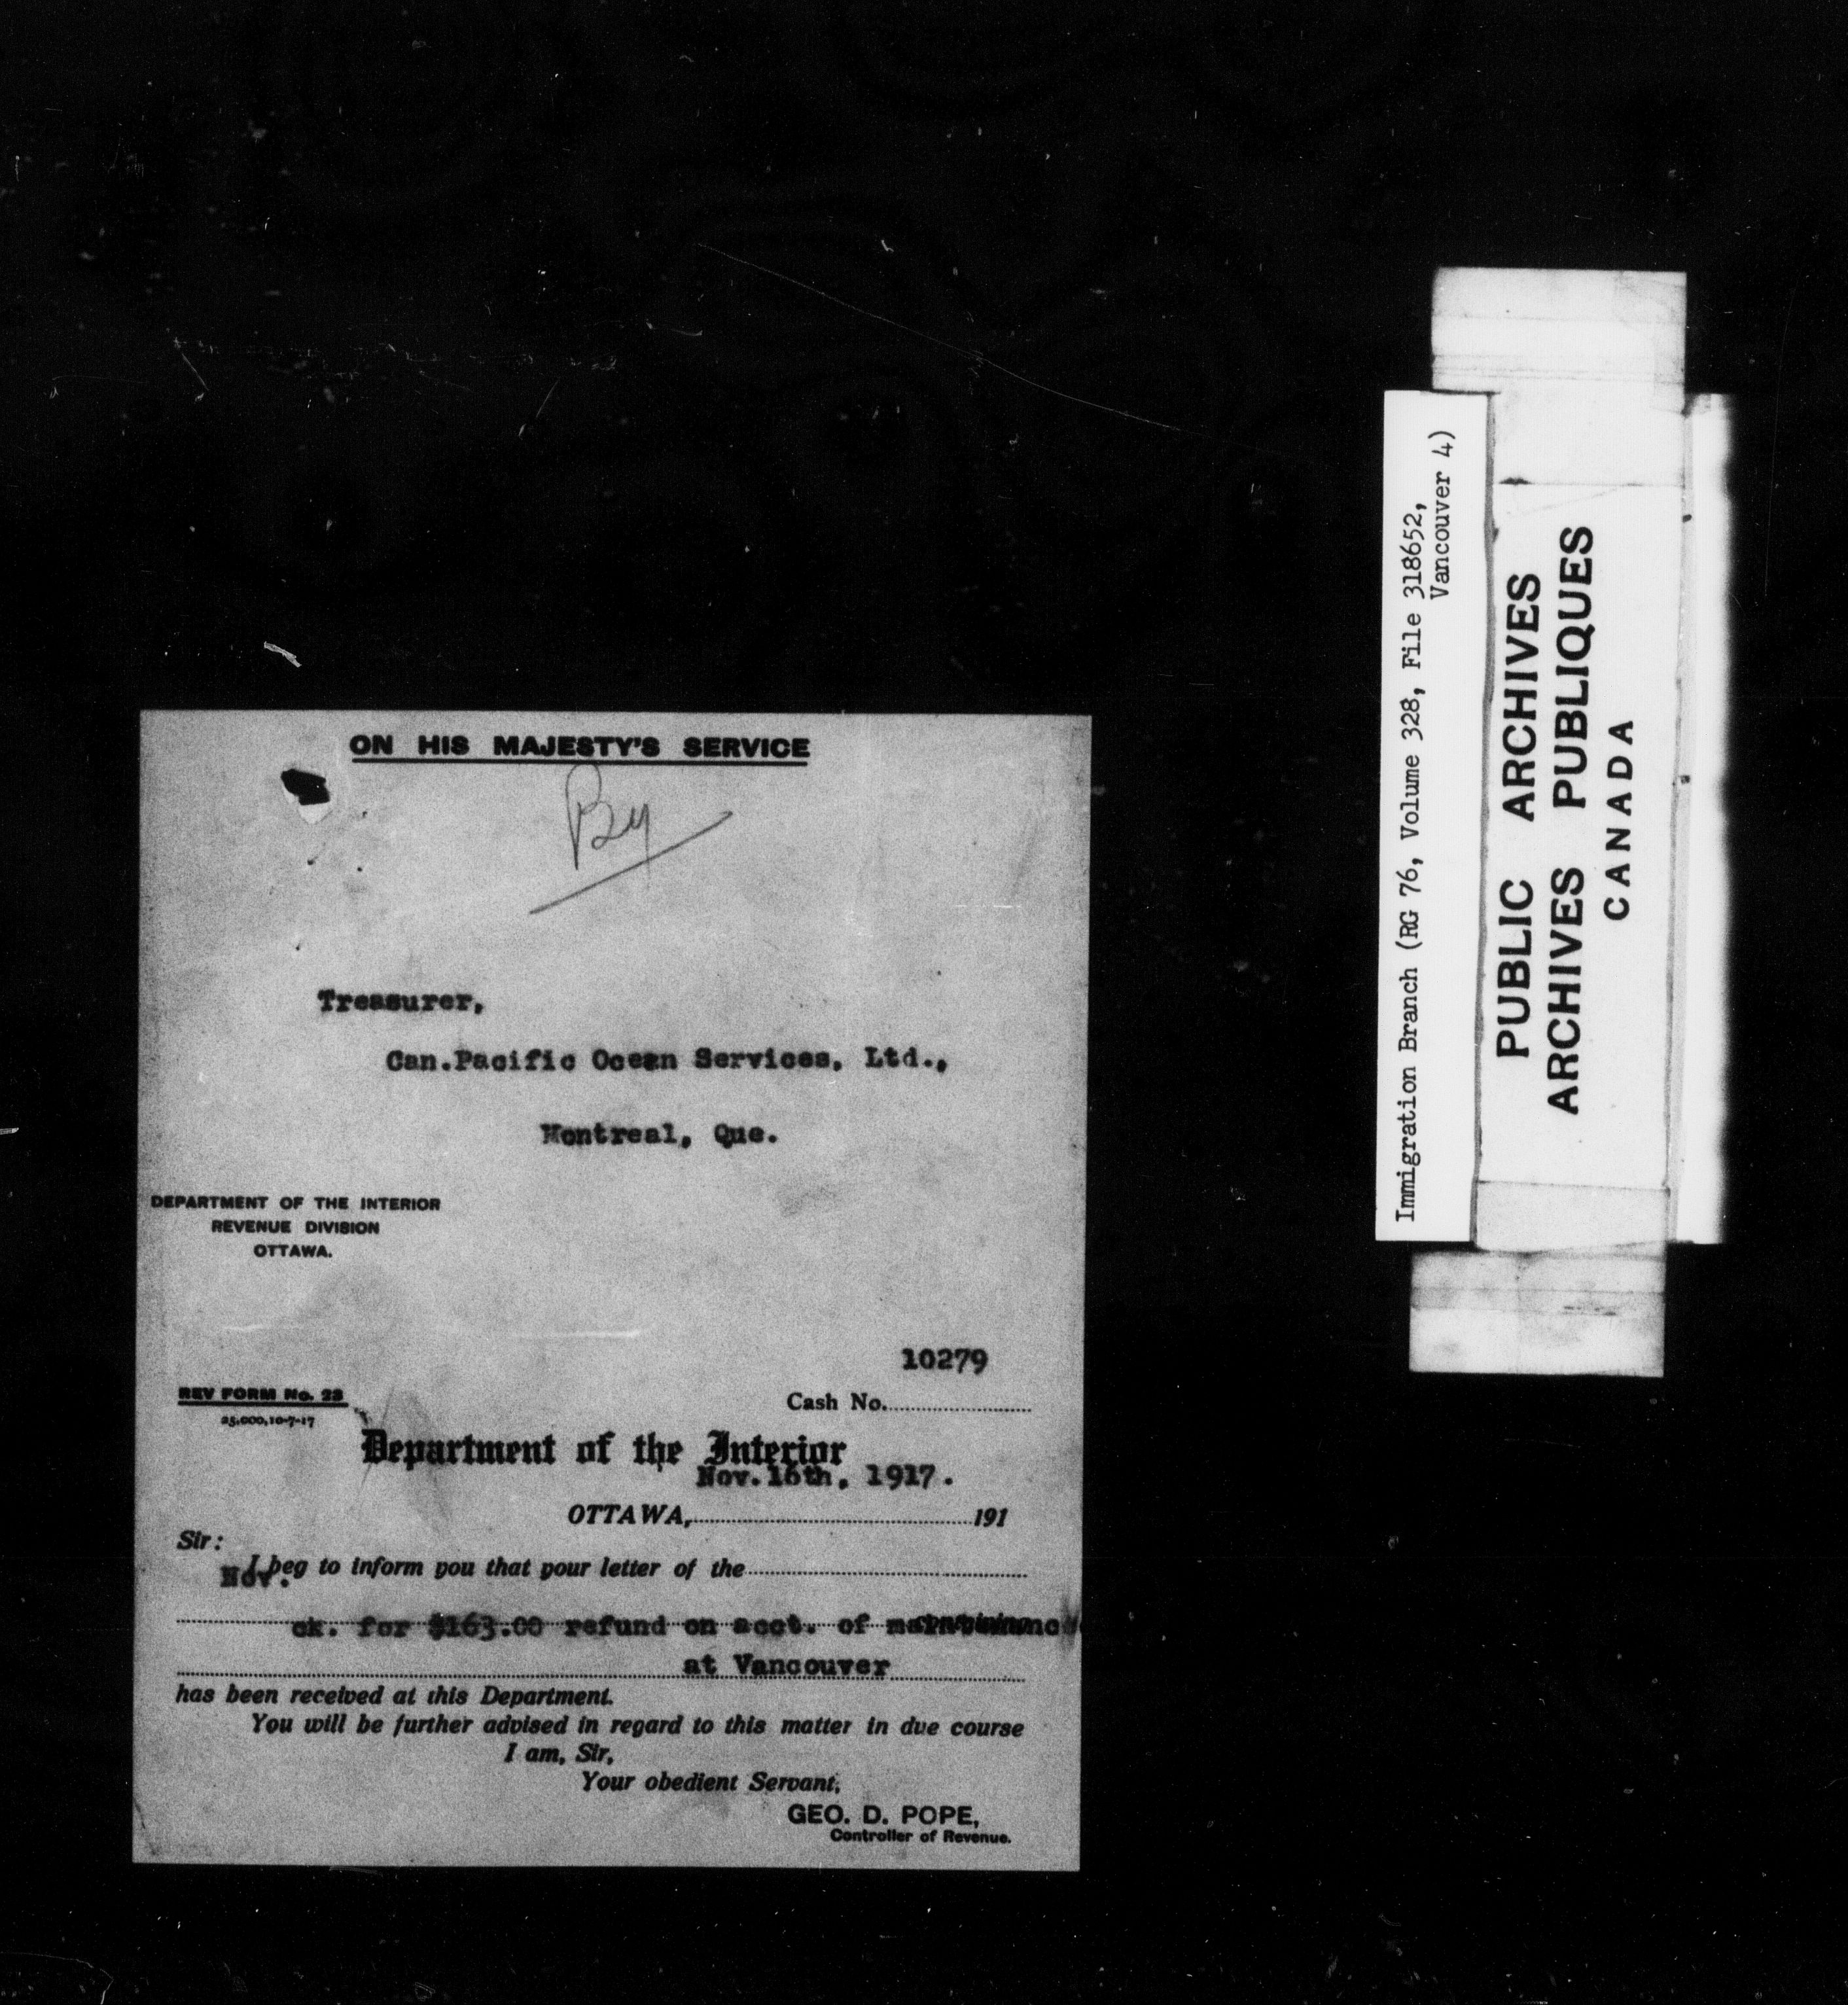 ON HIS MAJESTY'S SERVICE
By
Treasurer,
Can.Pacific Ocean Services, Ltd.,
Montreal, Que.
DEPARTMENT OF THE INTERIOR
REVENUE DIVISION
OTTAWA.
10279
REV FORM No. 23
Cash No.
25,000,10-7-17
Department of the Interior
Nov.16th, 1917.
OTTAWA, 191
Sir:
I beg to inform you that your letter of the
Nov.
containing
ck. for $163.00 refund on acct. of maintenance
at Vancouver
has been received at this Department.
You will be further advised in regard to this matter in due course
I am, Sir,
Your obedient Servant,
GEO. D. POPE,
Controller of Revenue.
Immigration Branch (RG 76, Volume 328, File 318652,
Vancouver 4)
PUBLIC ARCHIVES
ARCHIVES PUBLIQUES
CANADA